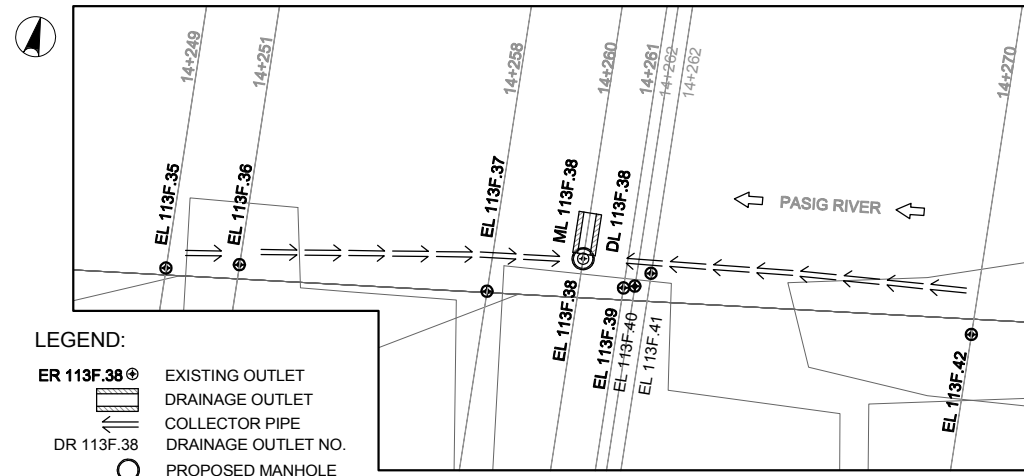 14+249
14+251
14+258
14+260
14+261
14+262
14+262
14+270
EL 113F.35
EL 113F.36
EL 113F.37
ML 113F.38
DL 113F.38
PASIG RIVER
EL 113F.38
EL 113F.39
EL 113F.40
EL 113F.41
EL 113F.42
LEGEND:
ER 113F.38 EXISTING OUTLET
DRAINAGE OUTLET
COLLECTOR PIPE
DR 113F.38 DRAINAGE OUTLET NO.
PROPOSED MANHOLE